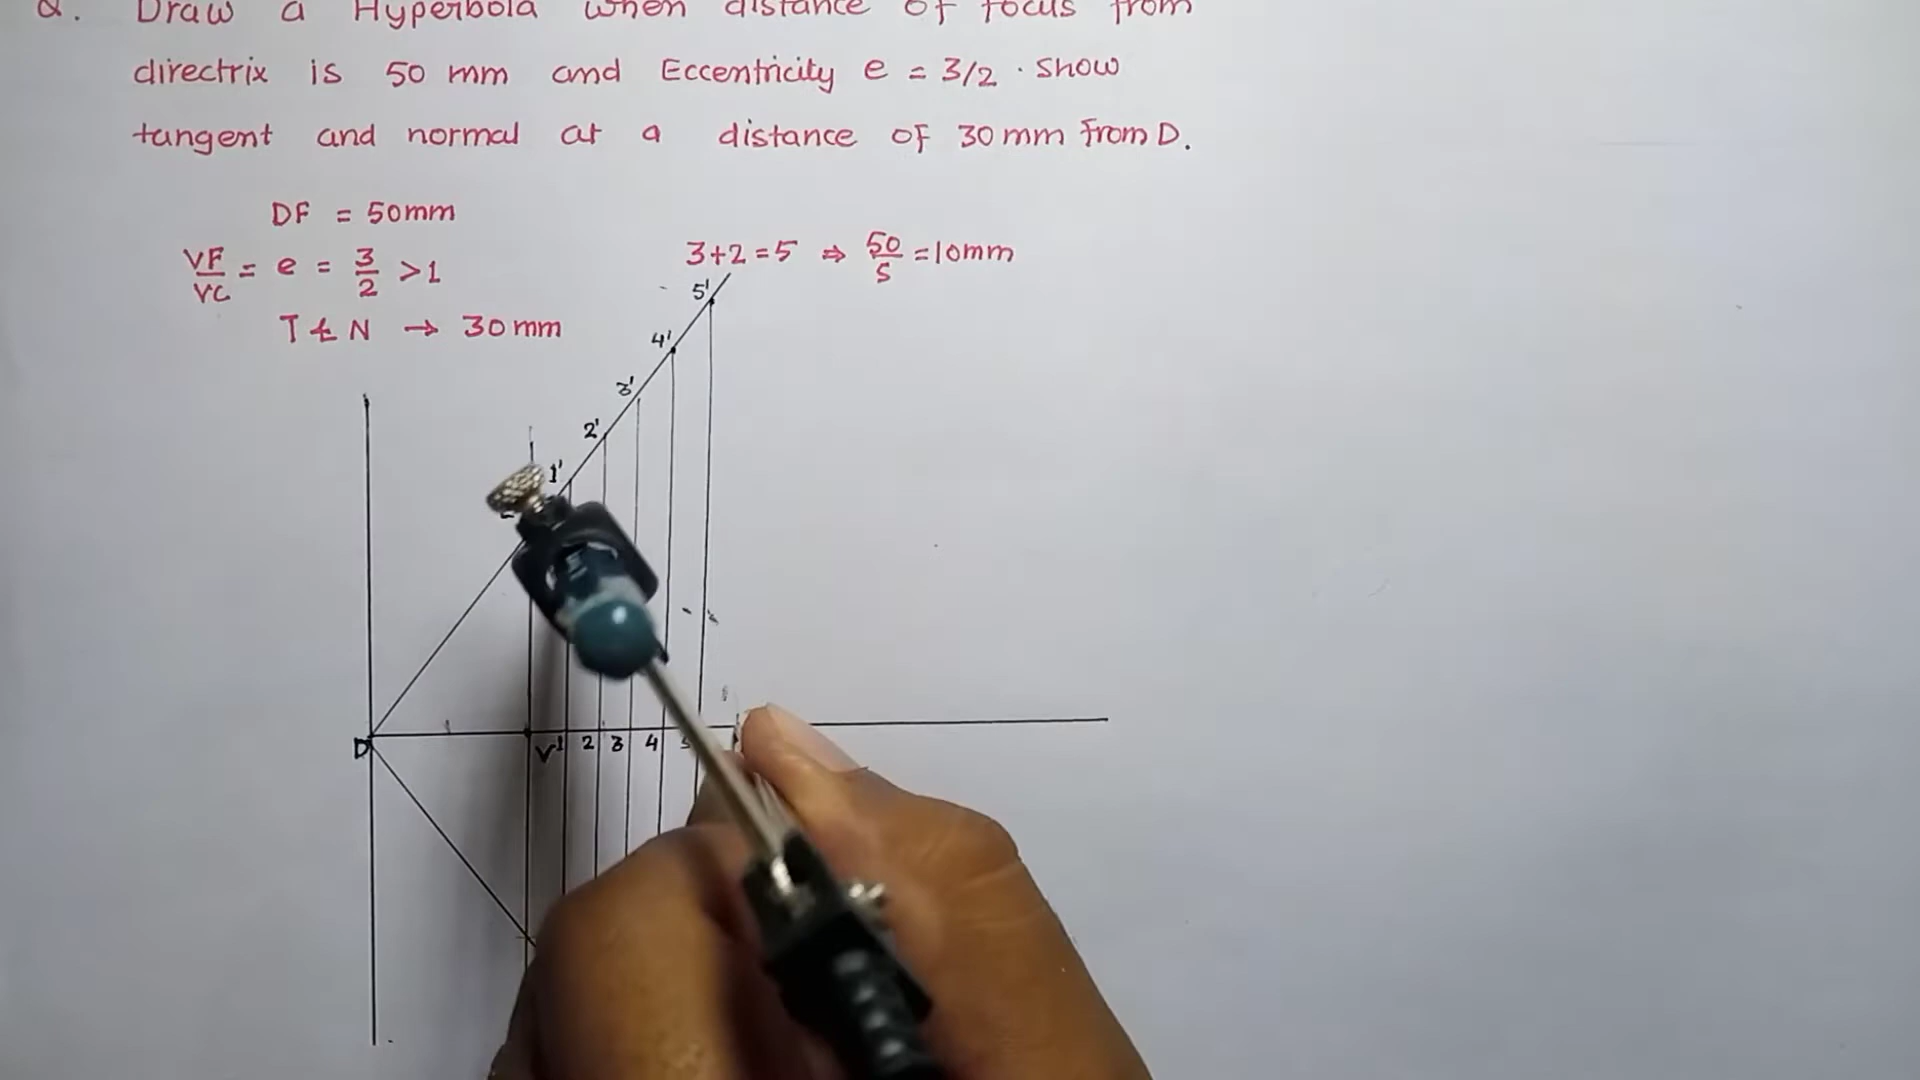 Q. Draw a Hyperbola when distance of focus from
directrix is 50 mm and Eccentricity e = 3/2 . Show
tangent and normal at a distance of 30 mm from D.
DF = 50mm
VF/VC = e = 3/2 > 1
T & N → 30 mm
3+2 = 5 ⇒ 50/5 = 10mm
5'
4'
3'
2'
1'
D V 1 2 3 4